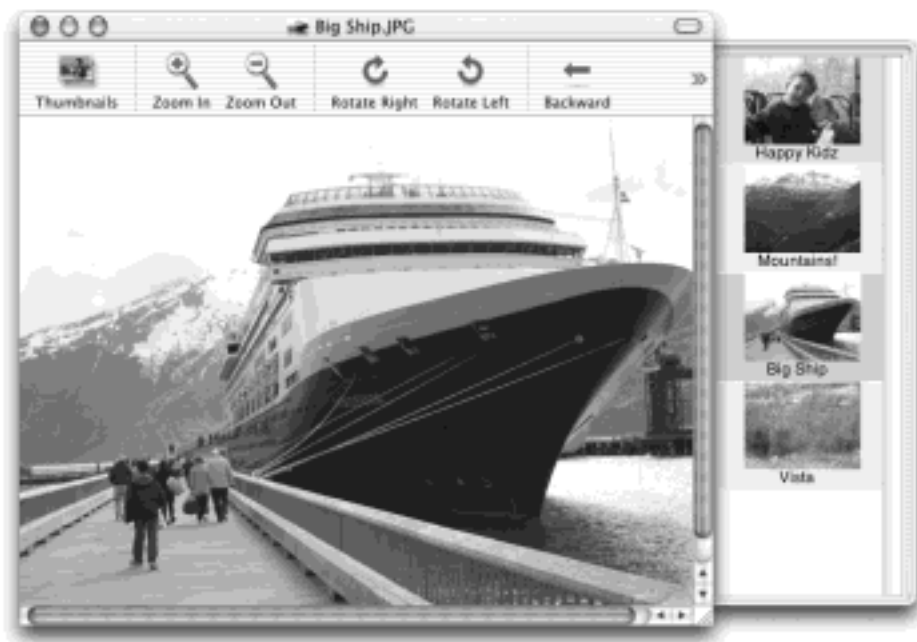 Big Ship.JPG
Thumbnails Zoom In Zoom Out Rotate Right Rotate Left Backward
Happy Kidz
Mountains!
Big Ship
Vista